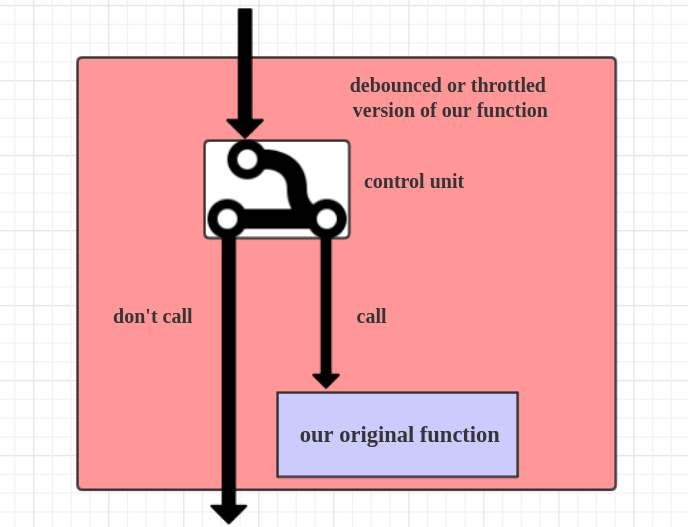 debounced or throttled
version of our function
control unit
don't call
call
our original function